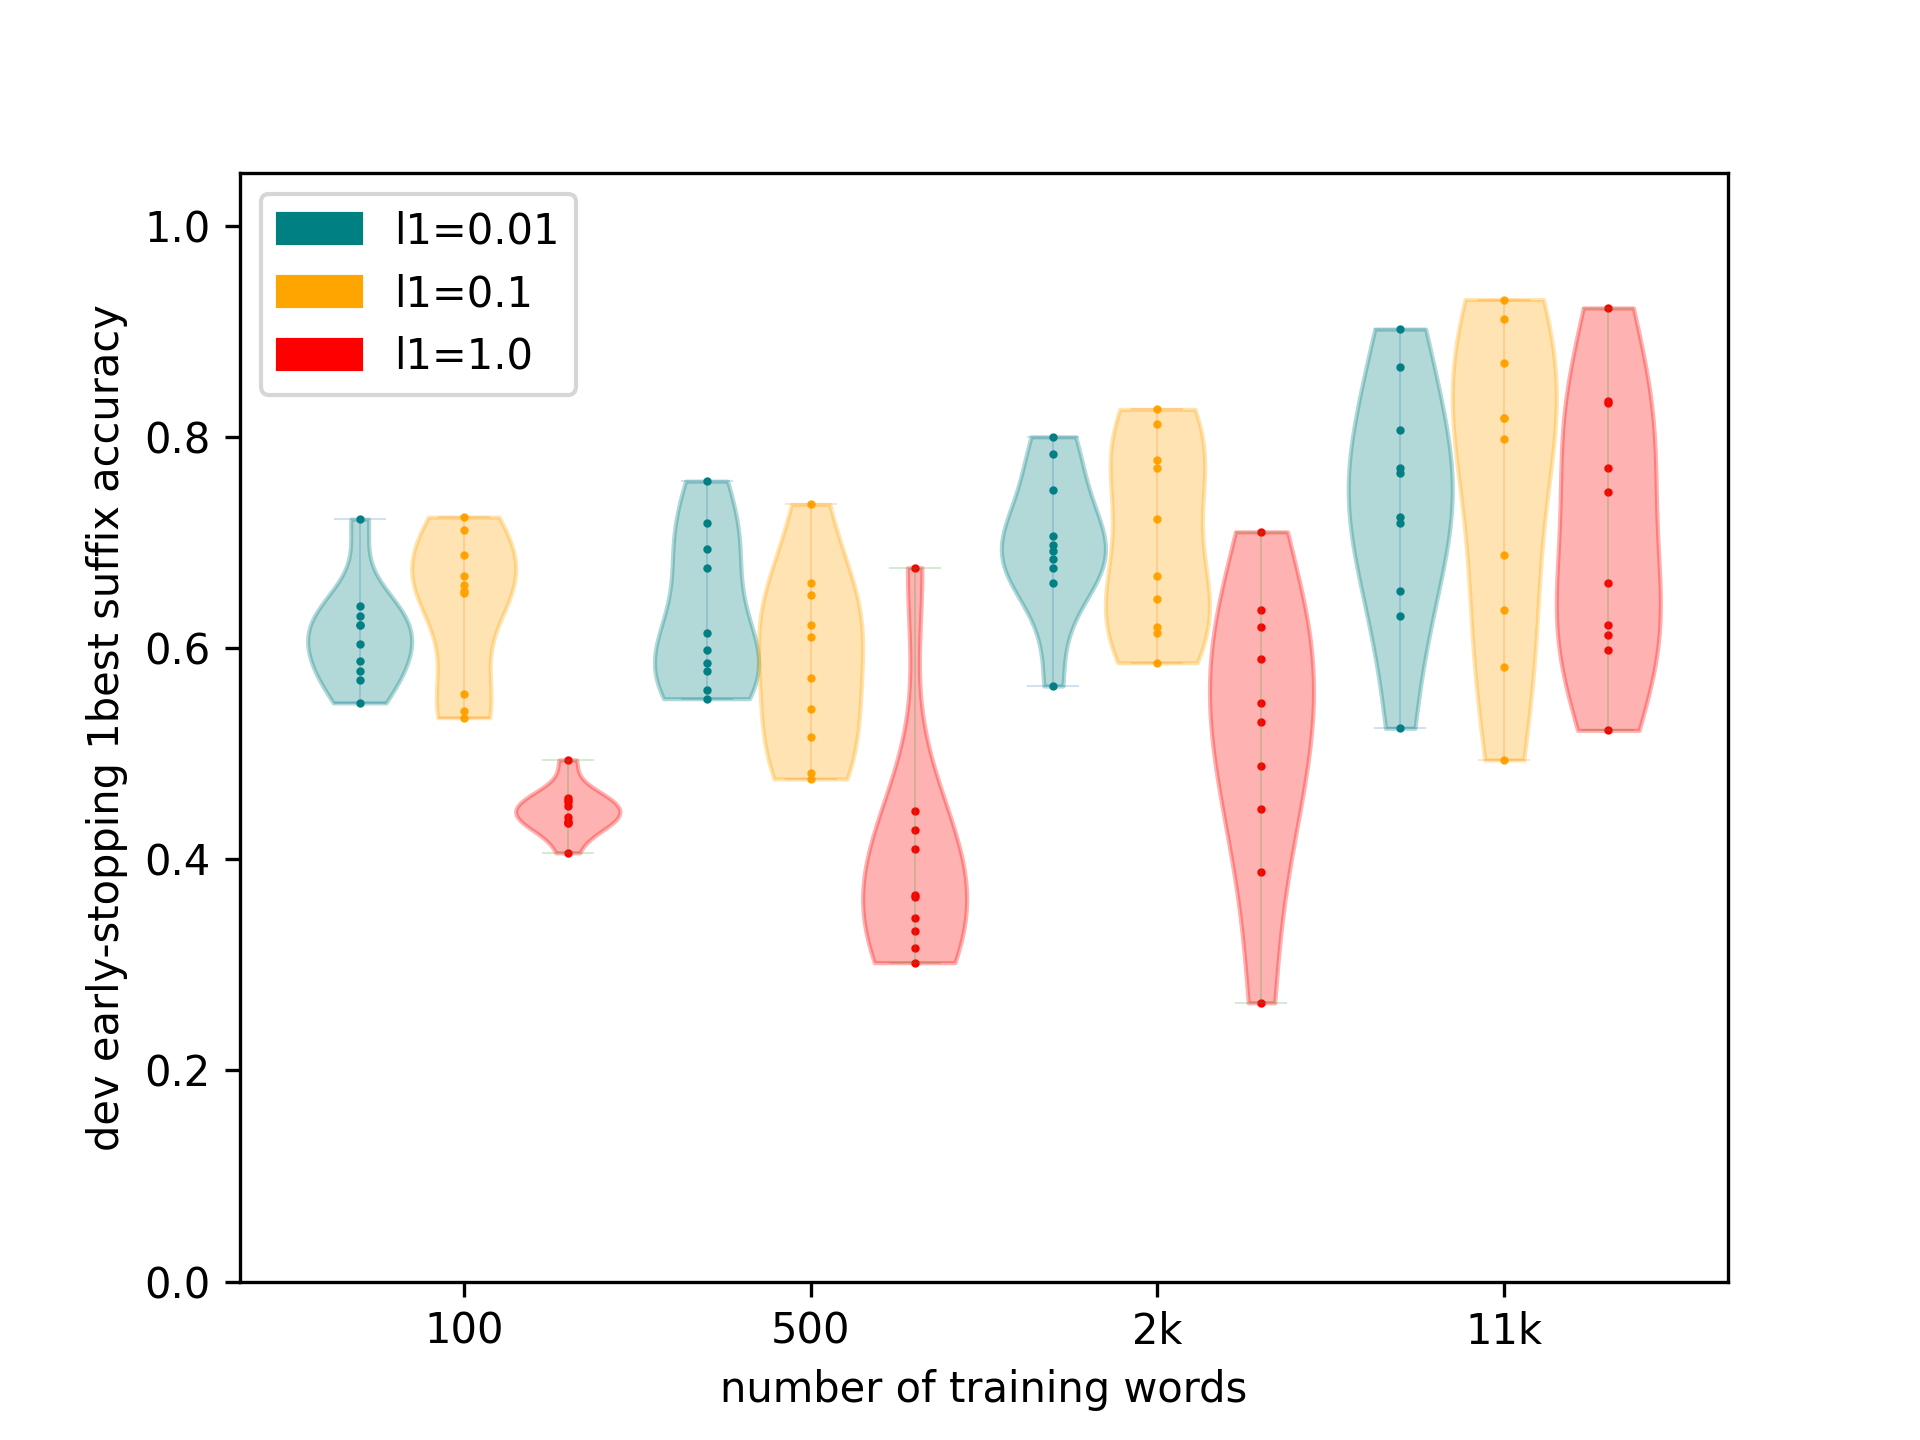 l1=0.01
l1=0.1
l1=1.0
dev early-stopping 1best suffix accuracy
1.0
0.8
0.6
0.4
0.2
0.0
100 500 2k 11k
number of training words